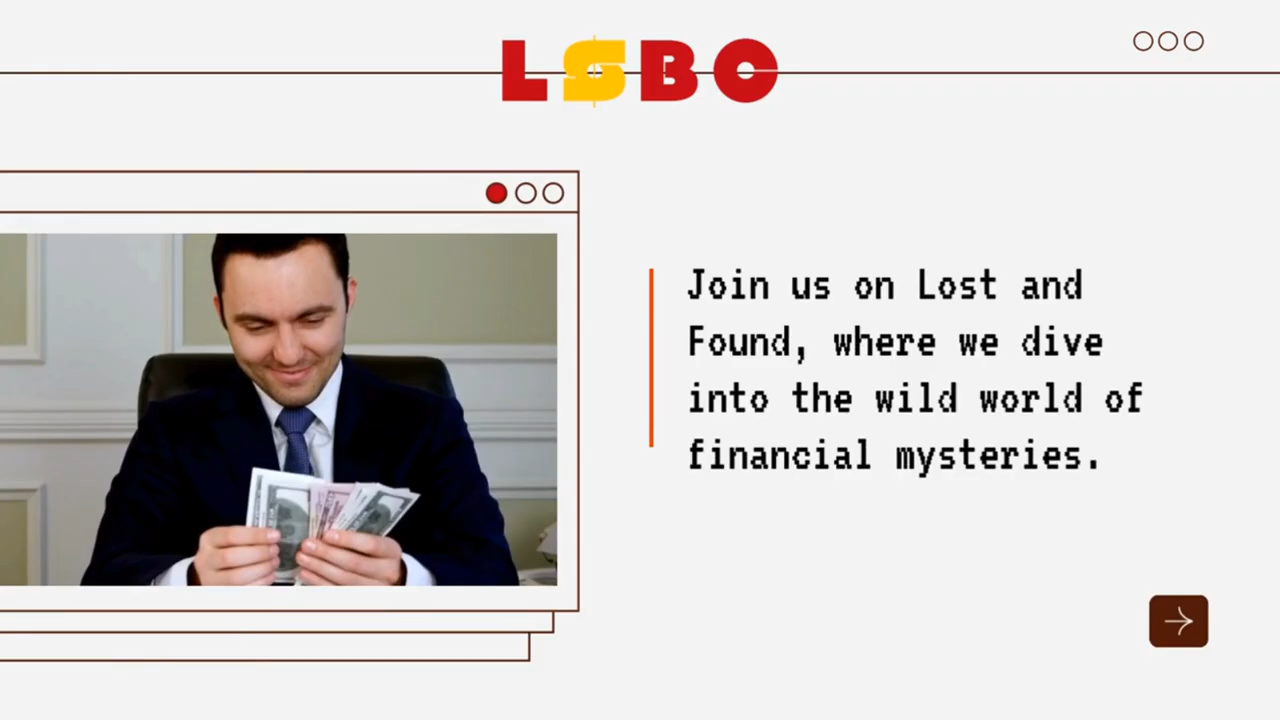 LSBO
Join us on Lost and
Found, where we dive
into the wild world of
financial mysteries.